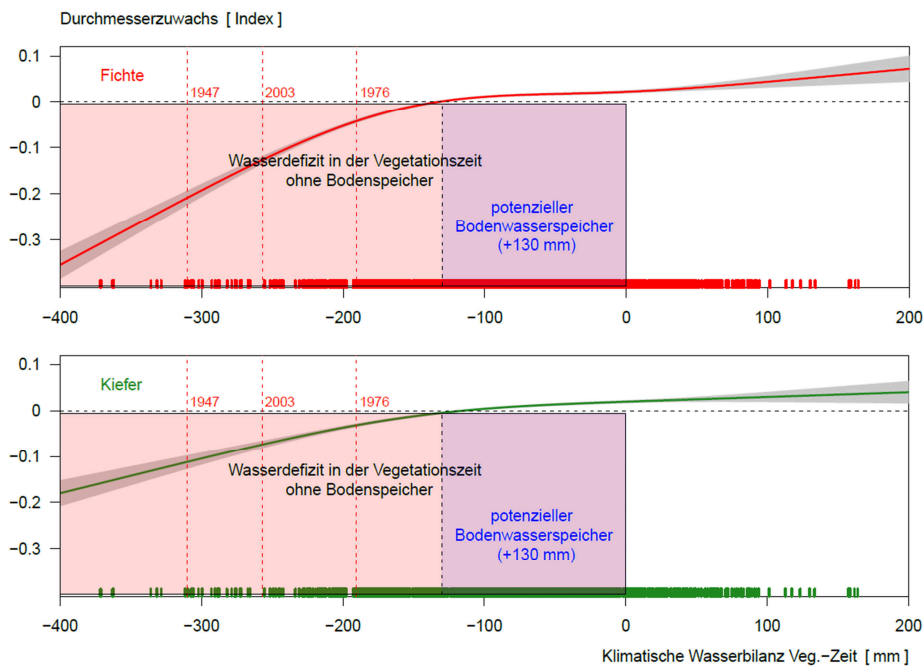 Durchmesserzuwachs [ Index ]
0.1
0
−0.1
−0.2
−0.3
Fichte
1947
2003
1976
Wasserdefizit in der Vegetationszeit
ohne Bodenspeicher
potenzieller
Bodenwasserspeicher
(+130 mm)
−400 −300 −200 −100 0 100 200
0.1
0
−0.1
−0.2
−0.3
Kiefer
1947
2003
1976
Wasserdefizit in der Vegetationszeit
ohne Bodenspeicher
potenzieller
Bodenwasserspeicher
(+130 mm)
−400 −300 −200 −100 0 100 200
Klimatische Wasserbilanz Veg.−Zeit [ mm ]